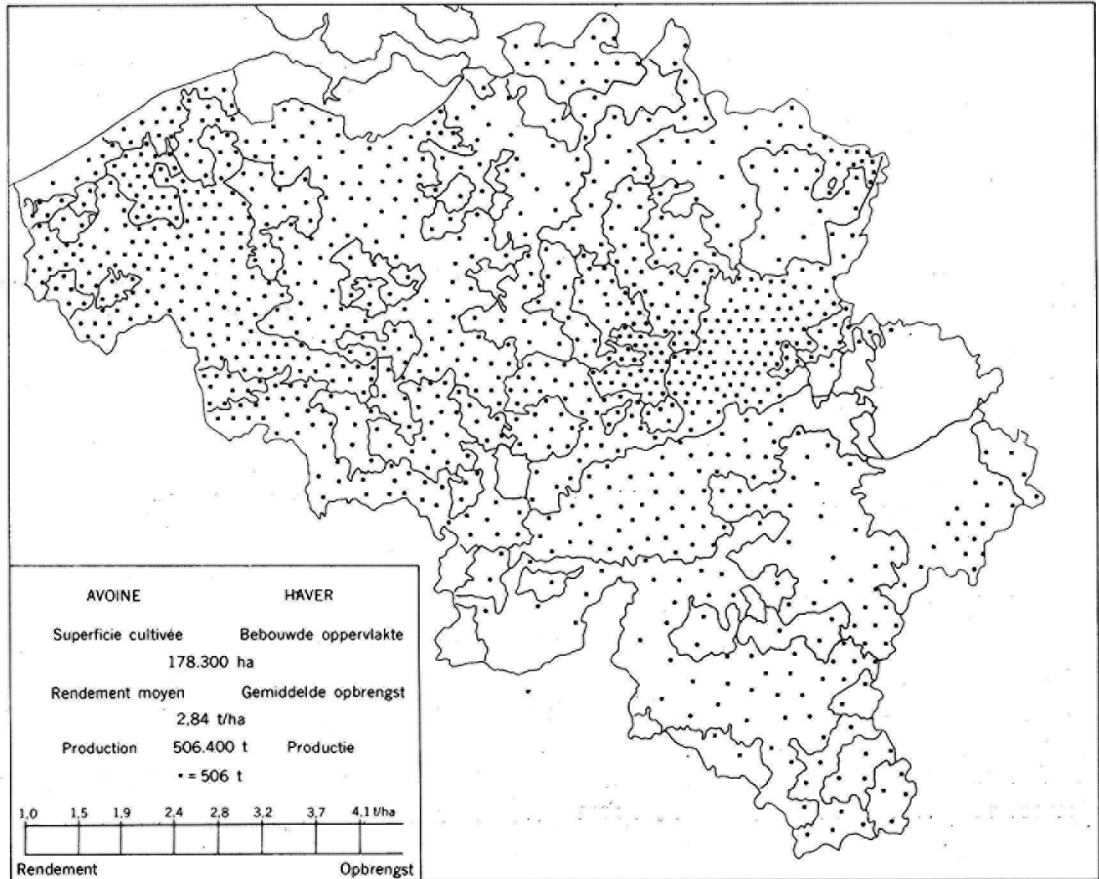 AVOINE HAVER
Superficie cultivée Bebouwde oppervlakte
178.300 ha
Rendement moyen Gemiddelde opbrengst
2,84 t/ha
Production 506.400 t Productie
▪ = 506 t
1,0 1,5 1,9 2,4 2,8 3,2 3,7 4,1 t/ha
Rendement Opbrengst